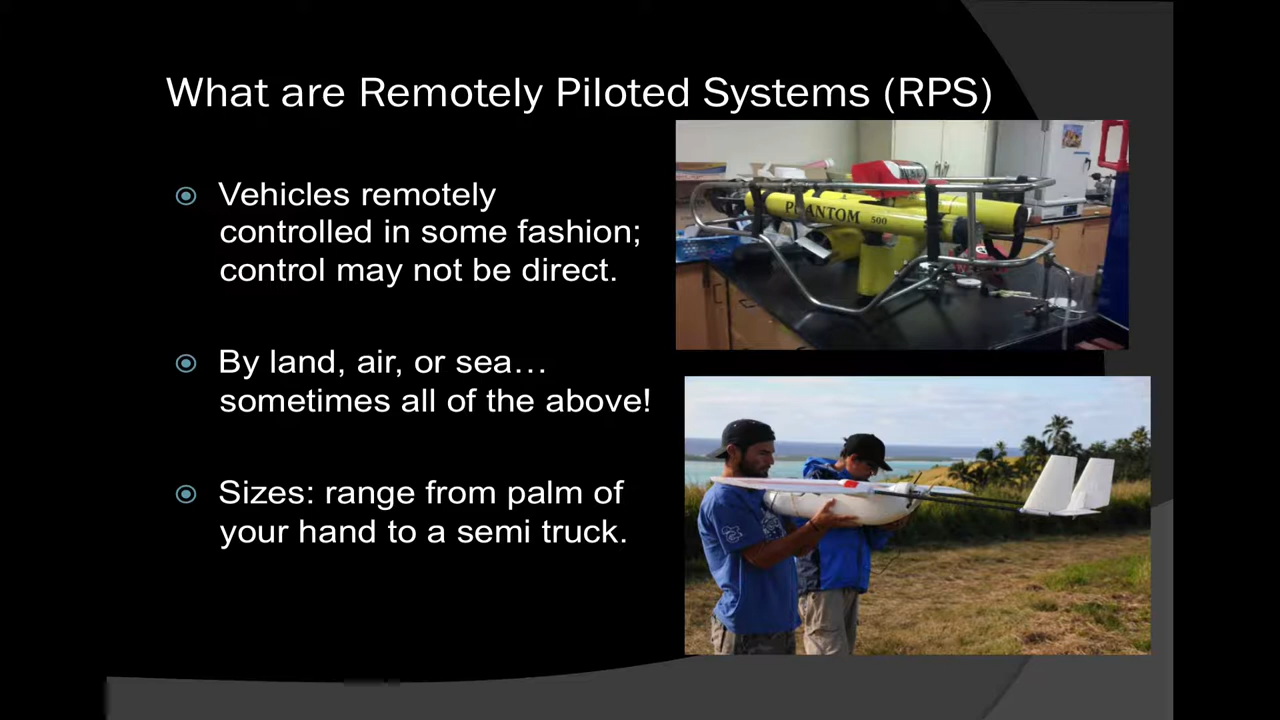 What are Remotely Piloted Systems (RPS)
Vehicles remotely
controlled in some fashion;
control may not be direct.
By land, air, or sea…
sometimes all of the above!
Sizes: range from palm of
your hand to a semi truck.
PHANTOM 500